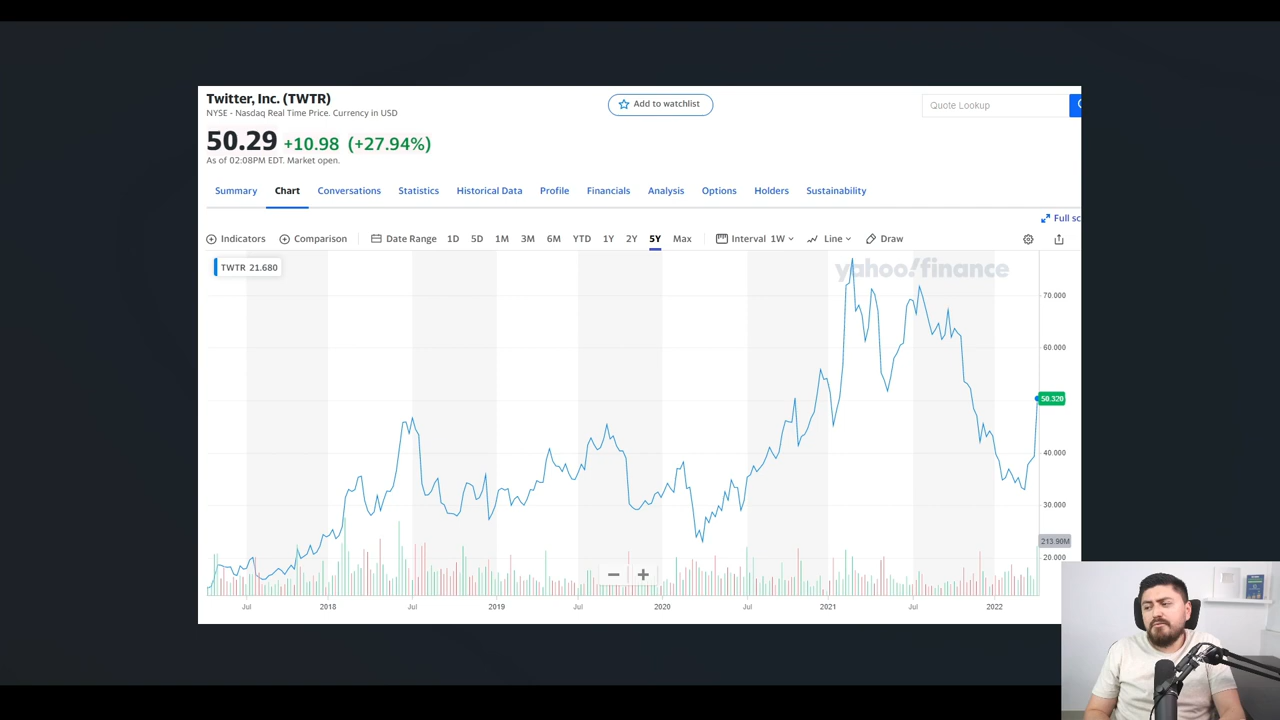 Twitter, Inc. (TWTR)
NYSE - Nasdaq Real Time Price. Currency in USD
Add to watchlist
Quote Lookup
50.29 +10.98 (+27.94%)
As of 02:08PM EDT. Market open.
Summary Chart Conversations Statistics Historical Data Profile Financials Analysis Options Holders Sustainability
Full sc
Indicators Comparison Date Range 1D 5D 1M 3M 6M YTD 1Y 2Y 5Y Max Interval 1W Line Draw
TWTR 21.680
yahoo!finance
70.000
60.000
50.320
40.000
30.000
213.90M
20.000
Jul 2018 Jul 2019 Jul 2020 Jul 2021 Jul 2022